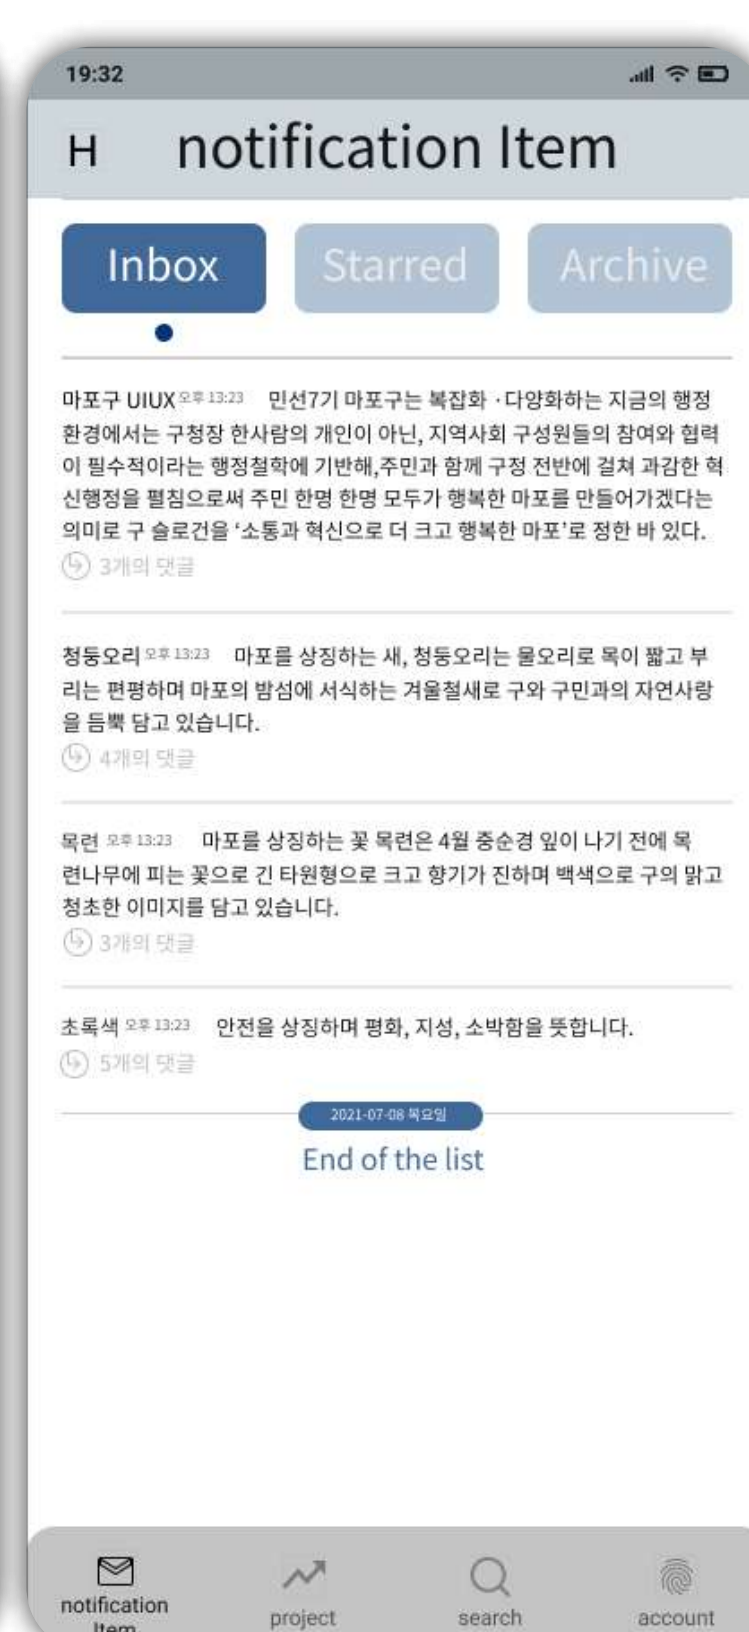 19:32
H notification Item
Inbox Starred Archive
마포구 UIUX 오후 13:23 민선7기 마포구는 복잡화 ·다양화하는 지금의 행정
환경에서는 구청장 한사람의 개인이 아닌, 지역사회 구성원들의 참여와 협력
이 필수적이라는 행정철학에 기반해,주민과 함께 구정 전반에 걸쳐 과감한 혁
신행정을 펼침으로써 주민 한명 한명 모두가 행복한 마포를 만들어가겠다는
의미로 구 슬로건을 ‘소통과 혁신으로 더 크고 행복한 마포’로 정한 바 있다.
3개의 댓글
청둥오리 오후 13:23 마포를 상징하는 새, 청둥오리는 물오리로 목이 짧고 부
리는 편평하며 마포의 밤섬에 서식하는 겨울철새로 구와 구민과의 자연사랑
을 듬뿍 담고 있습니다.
4개의 댓글
목련 오후 13:23 마포를 상징하는 꽃 목련은 4월 중순경 잎이 나기 전에 목
련나무에 피는 꽃으로 긴 타원형으로 크고 향기가 진하며 백색으로 구의 맑고
청초한 이미지를 담고 있습니다.
3개의 댓글
초록색 오후 13:23 안전을 상징하며 평화, 지성, 소박함을 뜻합니다.
5개의 댓글
2021-07-08 목요일
End of the list
notification
Item
project
search
account